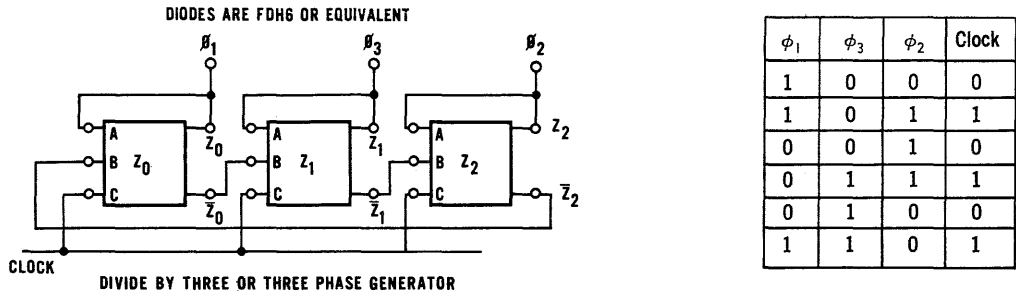 DIODES ARE FDH6 OR EQUIVALENT
ø1 ø3 ø2
A Z0 A Z1 A Z2
B Z0 B Z1 B Z2
C Z̄0 C Z̄1 C Z̄2
CLOCK
DIVIDE BY THREE OR THREE PHASE GENERATOR
ϕ1 ϕ3 ϕ2 Clock
1 0 0 0
1 0 1 1
0 0 1 0
0 1 1 1
0 1 0 0
1 1 0 1